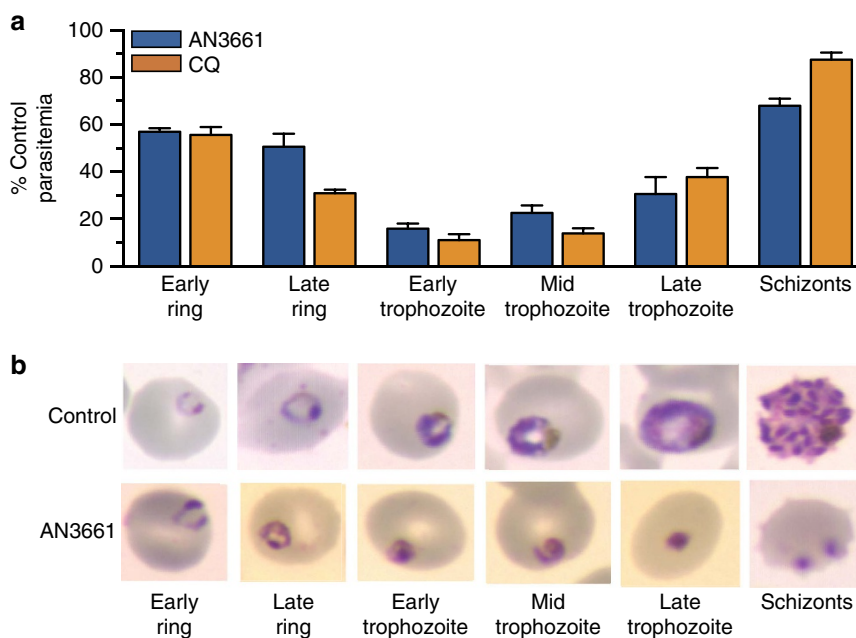 a
100
80
60
40
20
0
% Control
parasitemia
AN3661
CQ
Early
ring
Late
ring
Early
trophozoite
Mid
trophozoite
Late
trophozoite
Schizonts
b
Control
AN3661
Early
ring
Late
ring
Early
trophozoite
Mid
trophozoite
Late
trophozoite
Schizonts